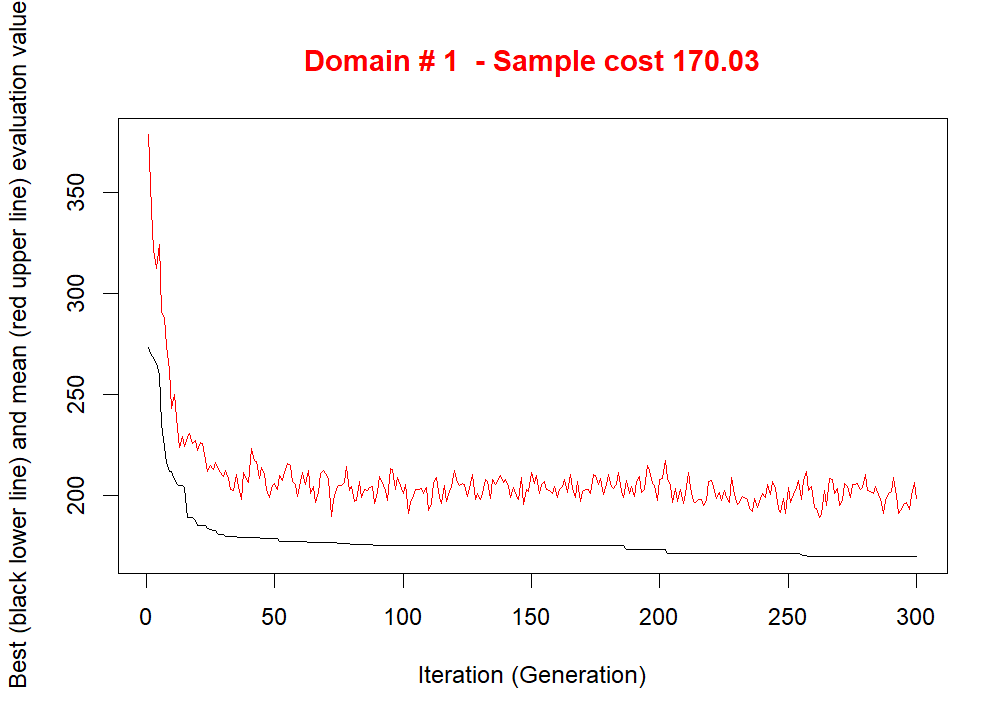 Domain # 1  - Sample cost 170.03
Best (black lower line) and mean (red upper line) evaluation value
350
300
250
200
0 50 100 150 200 250 300
Iteration (Generation)